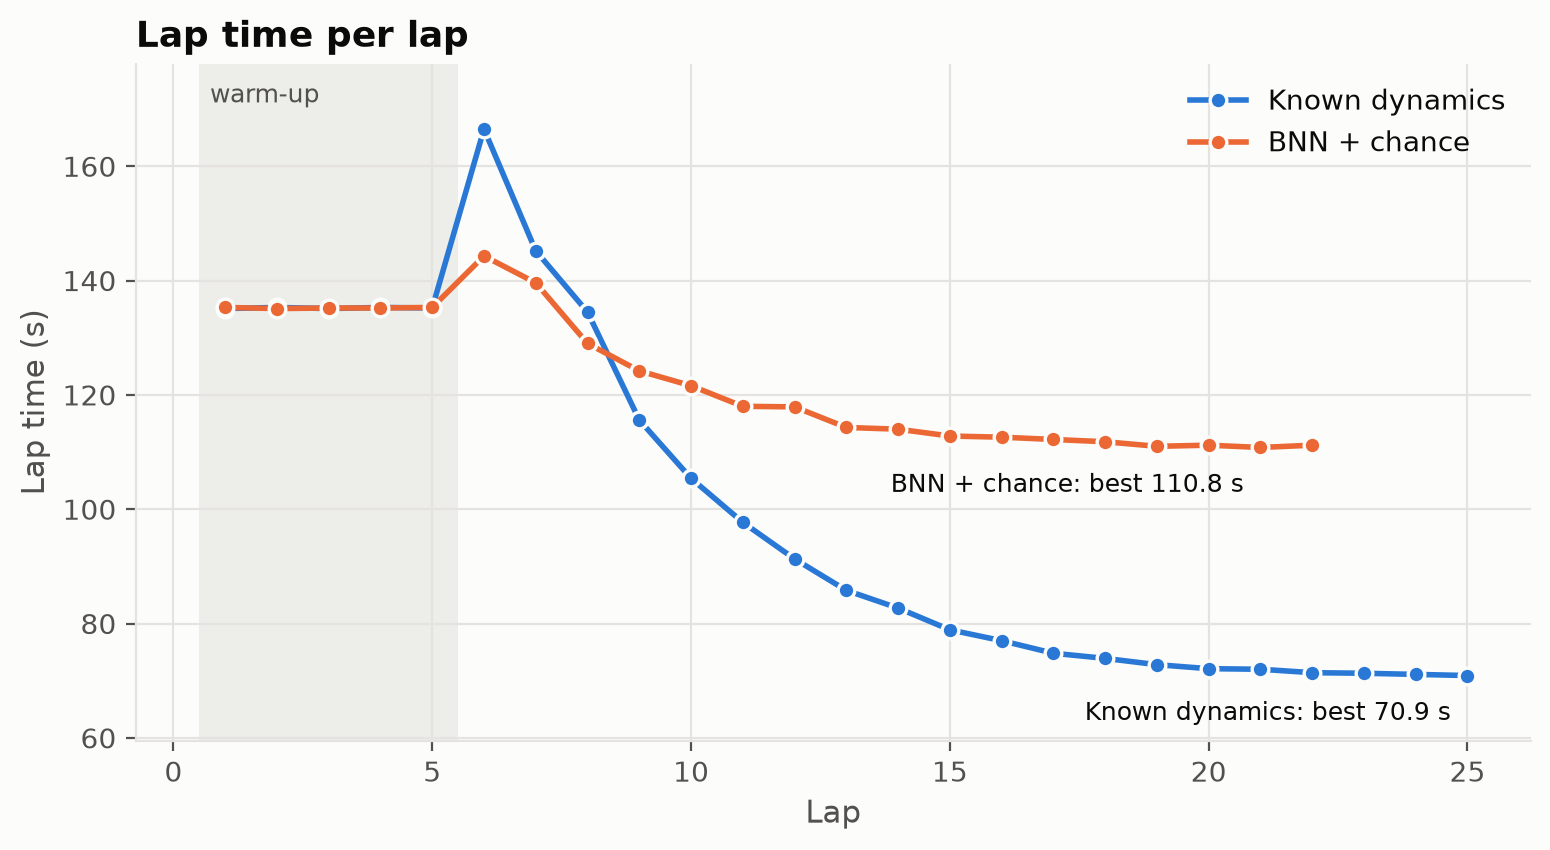 Lap time per lap
warm-up
Known dynamics
BNN + chance
160
140
120
100
80
60
Lap time (s)
BNN + chance: best 110.8 s
Known dynamics: best 70.9 s
0 5 10 15 20 25
Lap